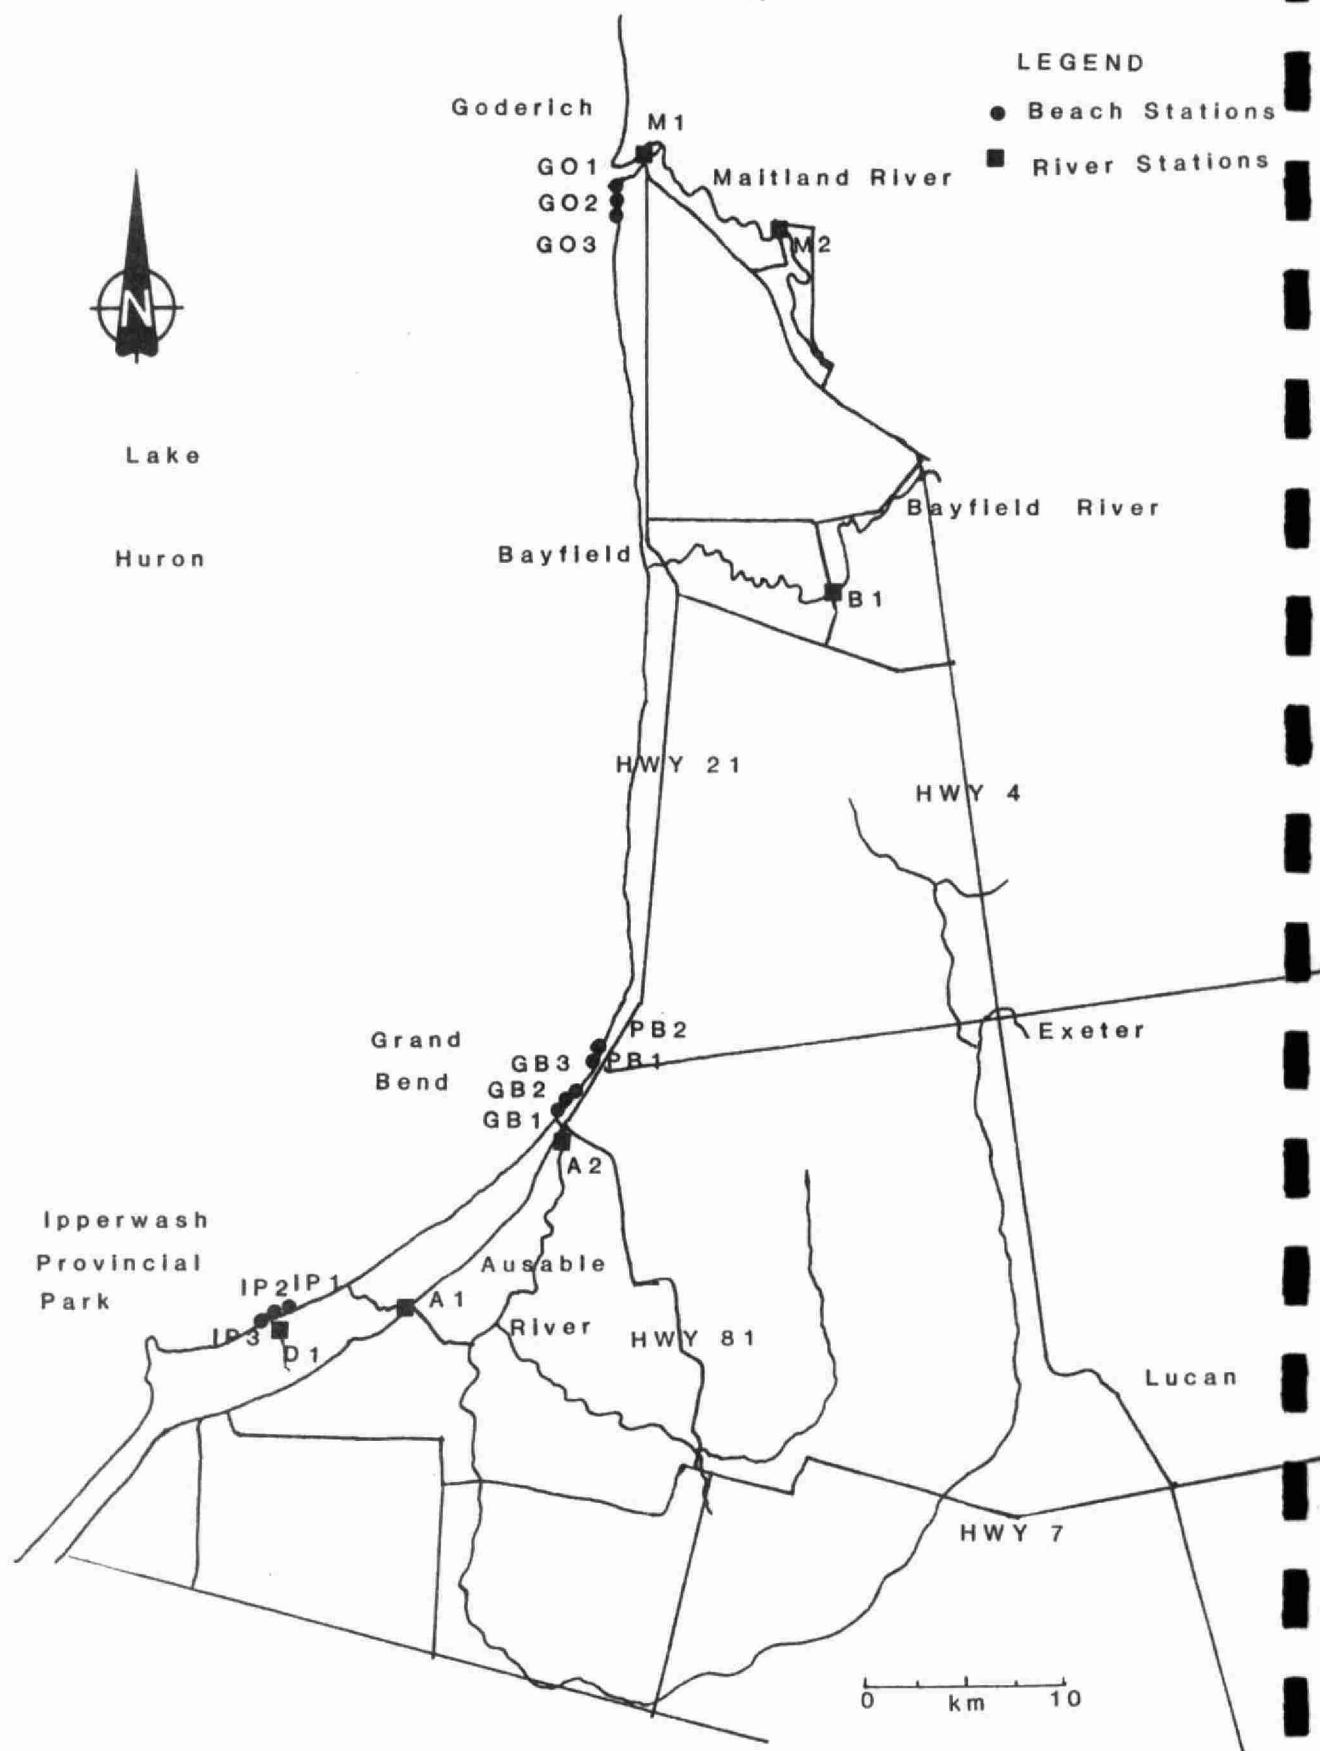 LEGEND
Beach Stations
River Stations
Goderich
M1
GO1
Maitland River
GO2
M2
GO3
N
Lake
Bayfield River
Huron
Bayfield
B1
HWY 21
HWY 4
PB2
Exeter
Grand
Bend
GB3
PB1
GB2
GB1
A2
Ipperwash
Provincial
Park
Ausable
River
IP2
IP1
A1
IP3
D1
HWY 81
Lucan
HWY 7
0 km 10